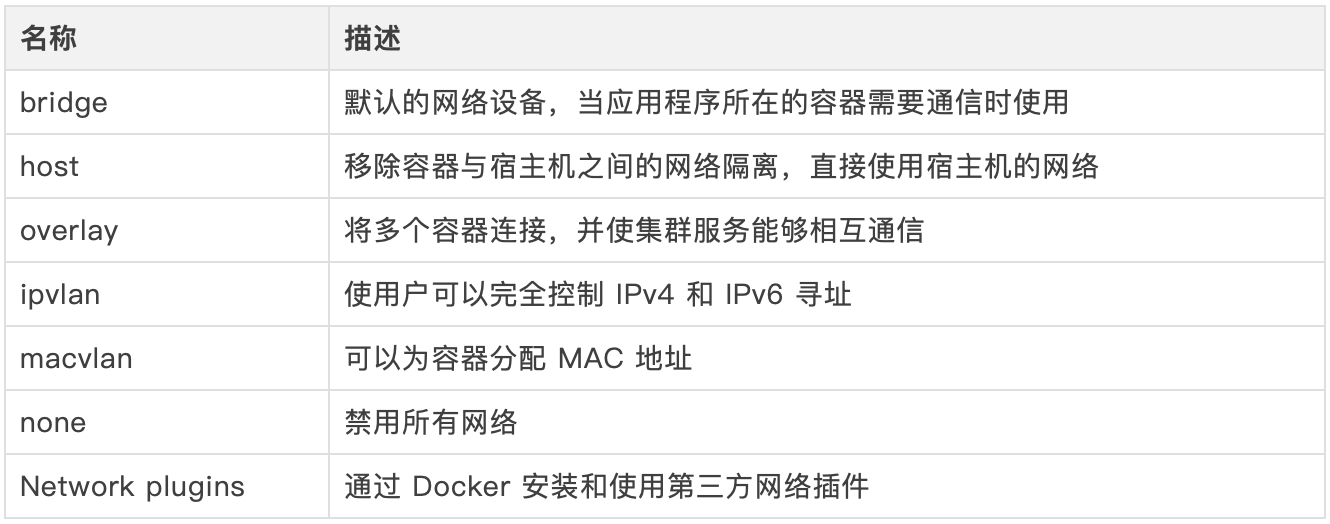 名称 描述
bridge 默认的网络设备，当应用程序所在的容器需要通信时使用
host 移除容器与宿主机之间的网络隔离，直接使用宿主机的网络
overlay 将多个容器连接，并使集群服务能够相互通信
ipvlan 使用户可以完全控制 IPv4 和 IPv6 寻址
macvlan 可以为容器分配 MAC 地址
none 禁用所有网络
Network plugins 通过 Docker 安装和使用第三方网络插件